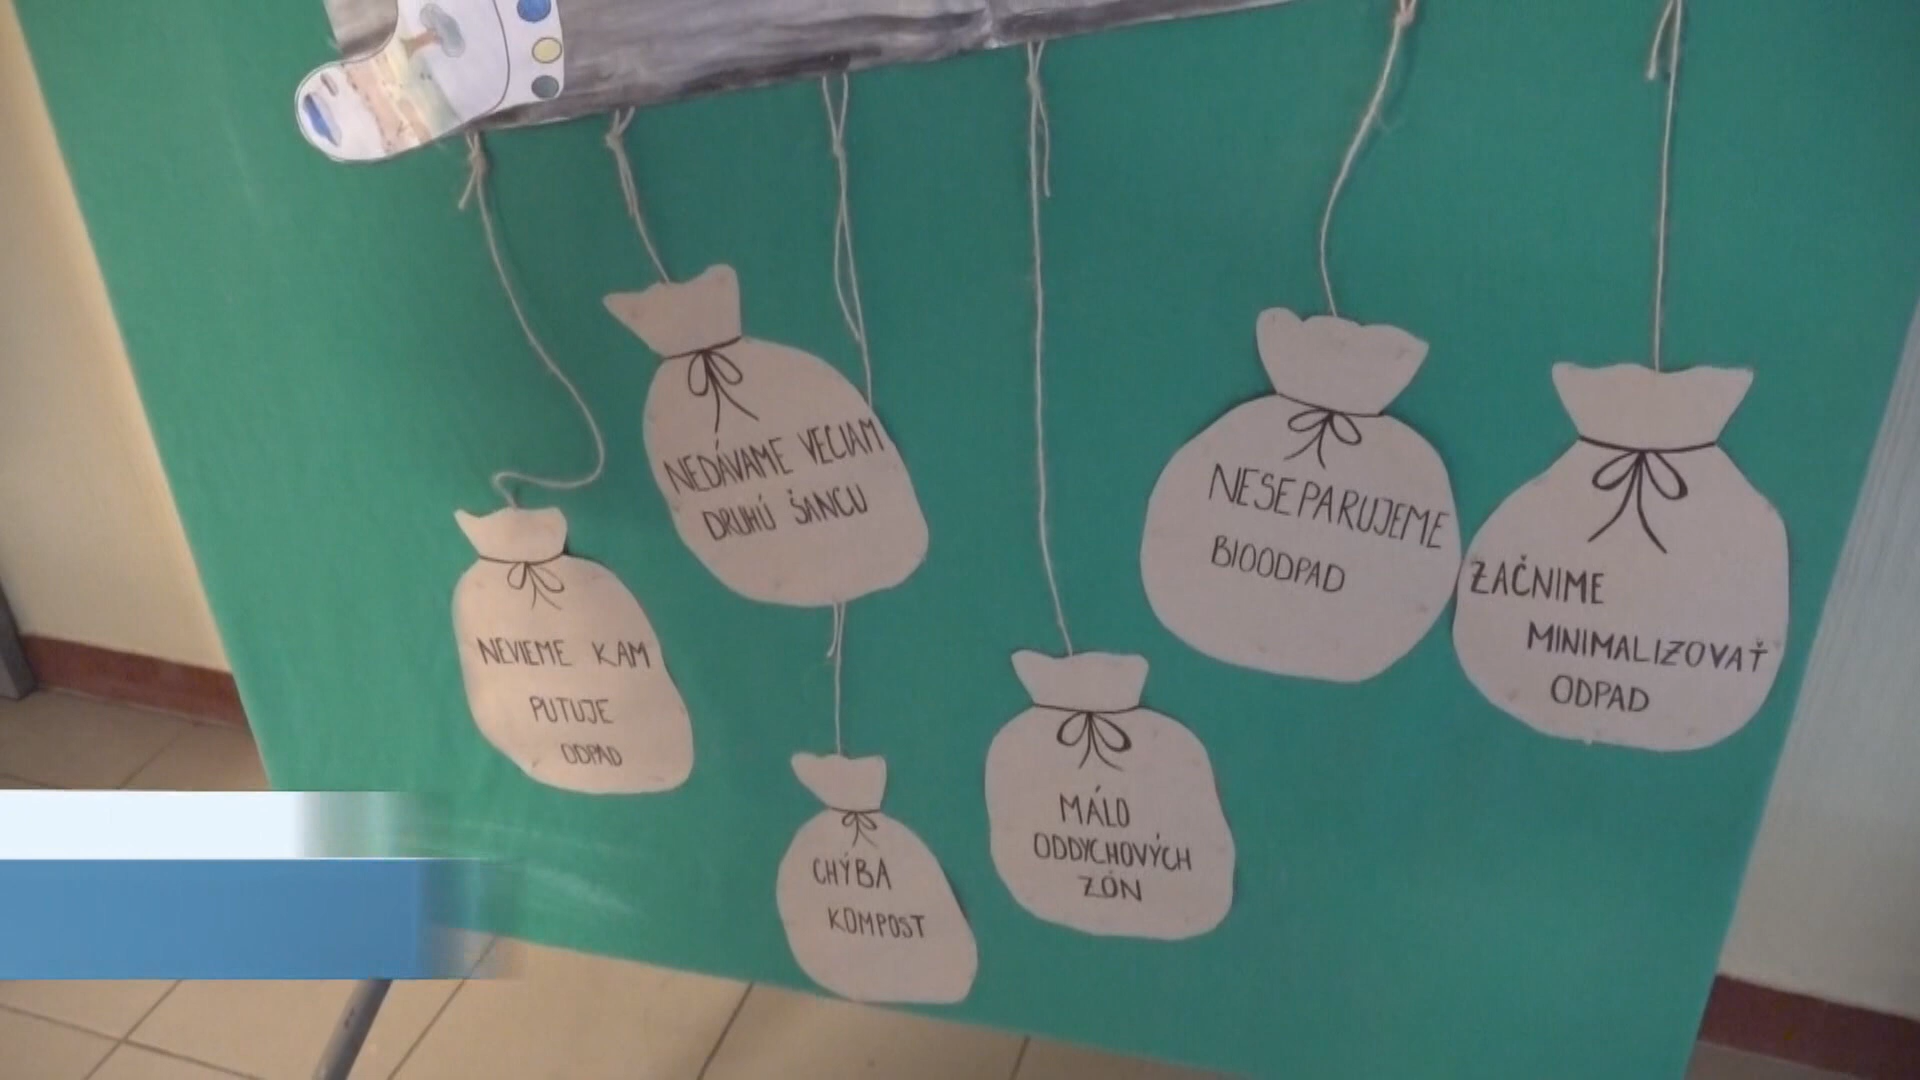 NEVIEME KAM
PUTUJE
ODPAD
NEDÁVAME VECIAM
DRUHÚ ŠANCU
CHÝBA
KOMPOST
MÁLO
ODDYCHOVÝCH
ZÓN
NESEPARUJEME
BIOODPAD
ZAČNIME
MINIMALIZOVAŤ
ODPAD